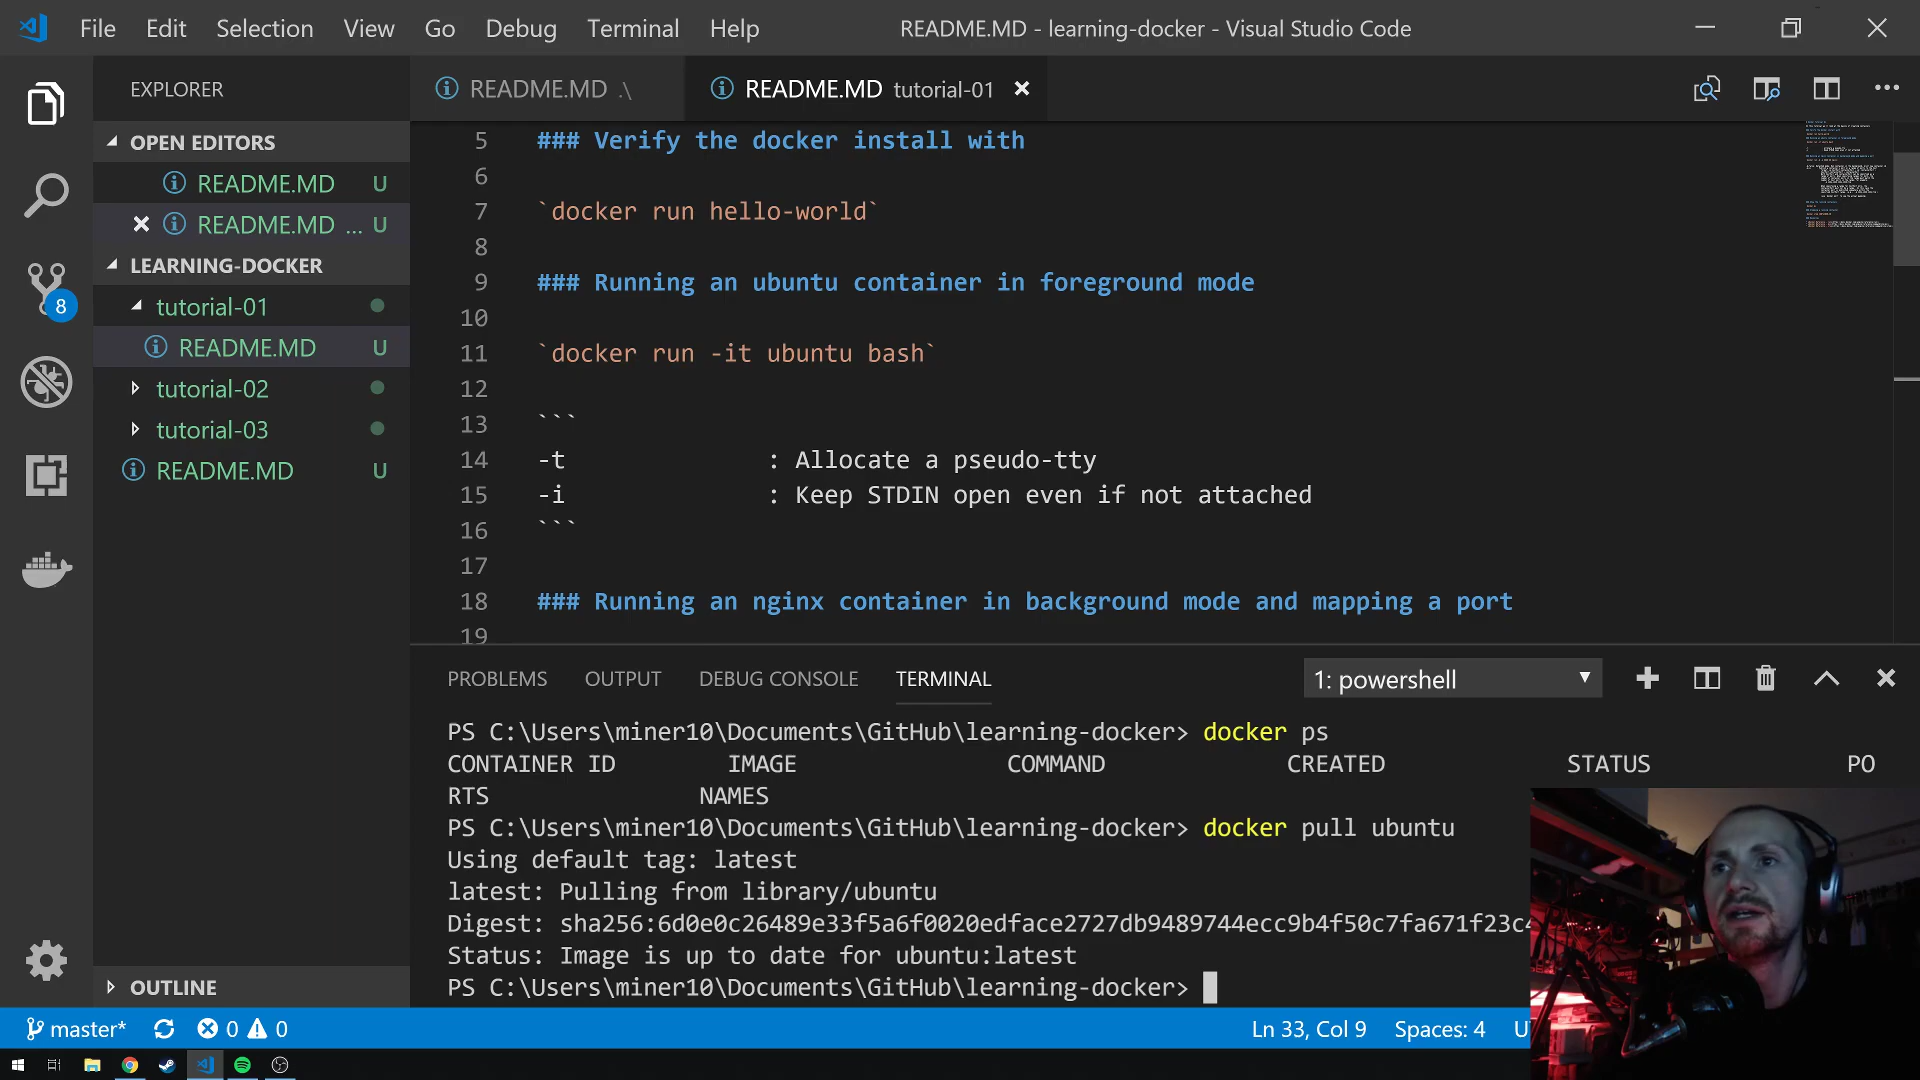 File Edit Selection View Go Debug Terminal Help README.MD - learning-docker - Visual Studio Code
EXPLORER
README.MD .\
README.MD tutorial-01
OPEN EDITORS
README.MD U
README.MD ... U
LEARNING-DOCKER
tutorial-01
README.MD U
tutorial-02
tutorial-03
README.MD U
OUTLINE
8
5 ### Verify the docker install with
6
7 `docker run hello-world`
8
9 ### Running an ubuntu container in foreground mode
10
11 `docker run -it ubuntu bash`
12
13 ```
14 -t : Allocate a pseudo-tty
15 -i : Keep STDIN open even if not attached
16 ```
17
18 ### Running an nginx container in background mode and mapping a port
19
PROBLEMS OUTPUT DEBUG CONSOLE TERMINAL 1: powershell
PS C:\Users\miner10\Documents\GitHub\learning-docker> docker ps
CONTAINER ID IMAGE COMMAND CREATED STATUS PO
RTS NAMES
PS C:\Users\miner10\Documents\GitHub\learning-docker> docker pull ubuntu
Using default tag: latest
latest: Pulling from library/ubuntu
Digest: sha256:6d0e0c26489e33f5a6f0020edface2727db9489744ecc9b4f50c7fa671f23c4
Status: Image is up to date for ubuntu:latest
PS C:\Users\miner10\Documents\GitHub\learning-docker>
master* 0 0 Ln 33, Col 9 Spaces: 4 U